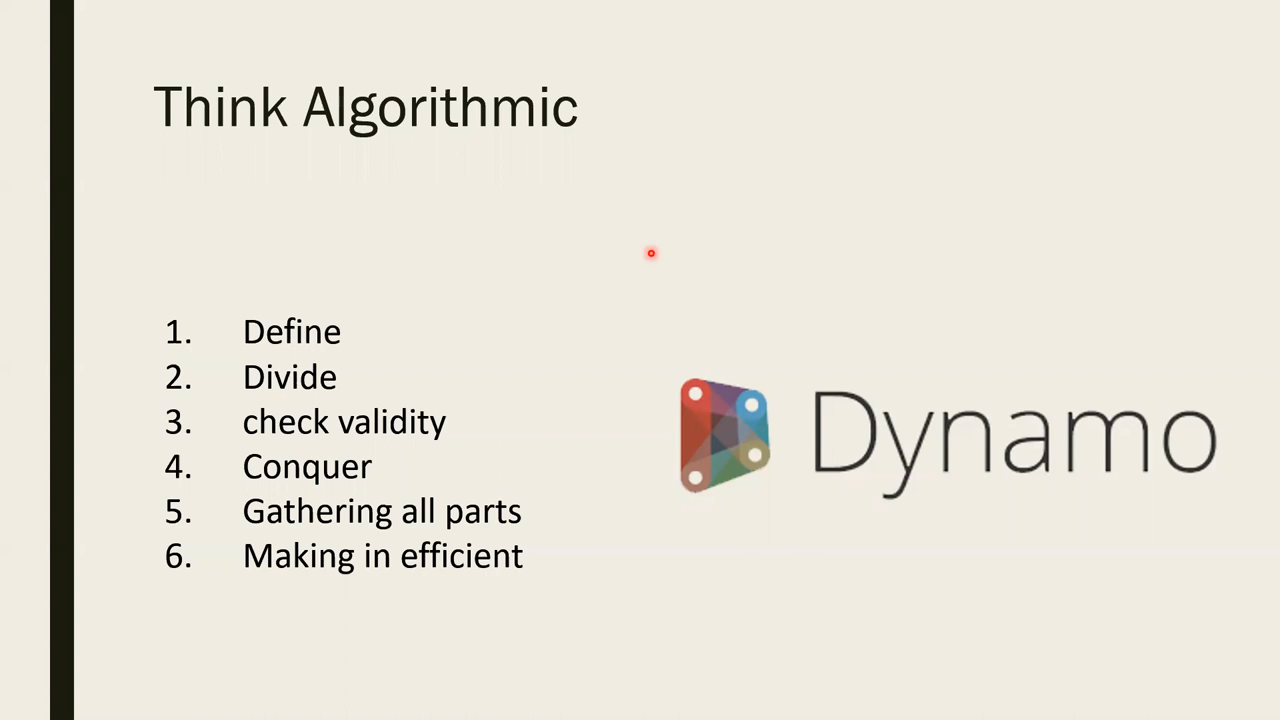 Think Algorithmic
1. Define
2. Divide
3. check validity
4. Conquer
5. Gathering all parts
6. Making in efficient
Dynamo